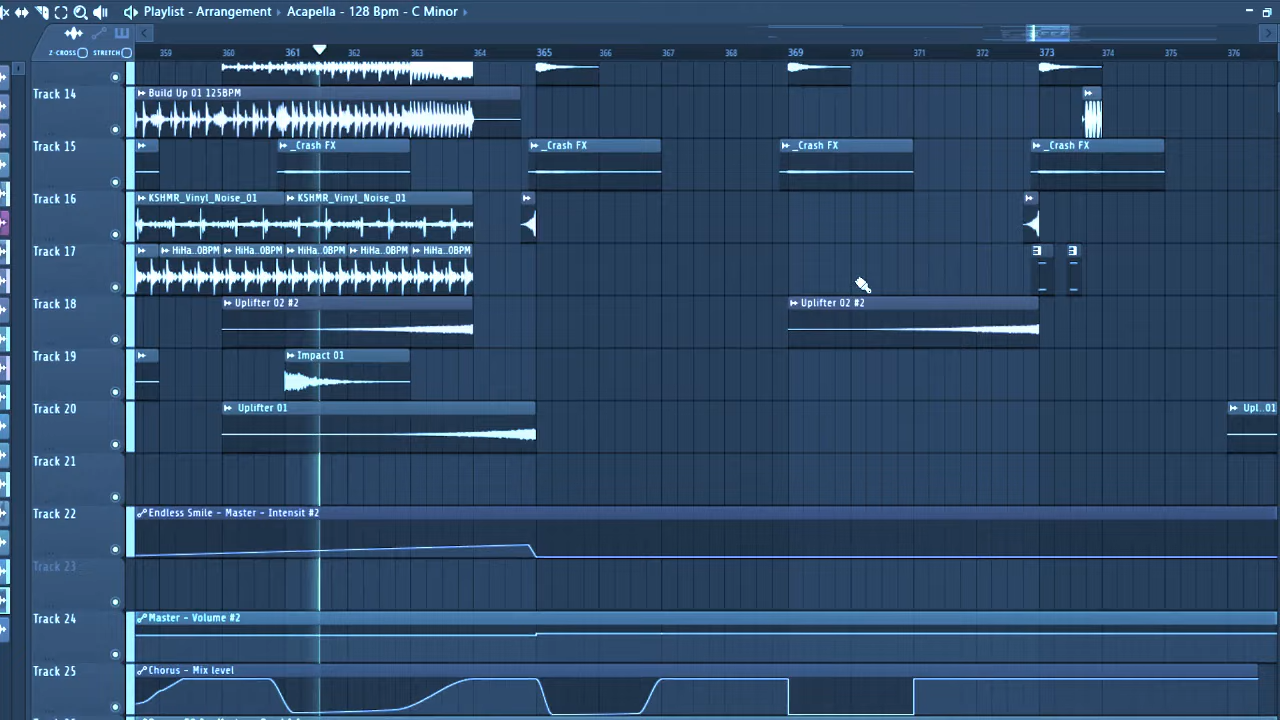 Playlist - Arrangement › Acapella - 128 Bpm - C Minor ›
Z-CROSS STRETCH
359 360 361 362 363 364 365 366 367 368 369 370 371 372 373 374 375 376
Track 14 Build Up 01 125BPM
Track 15 _Crash FX _Crash FX _Crash FX _Crash FX
Track 16 KSHMR_Vinyl_Noise_01 KSHMR_Vinyl_Noise_01
Track 17 HiHa..0BPM HiHa..0BPM HiHa..0BPM HiHa..0BPM HiHa..0BPM
Track 18 Uplifter 02 #2 Uplifter 02 #2
Track 19 Impact 01
Track 20 Uplifter 01 Upl..01
Track 21
Track 22 Endless Smile - Master - Intensit #2
Track 23
Track 24 Master - Volume #2
Track 25 Chorus - Mix level